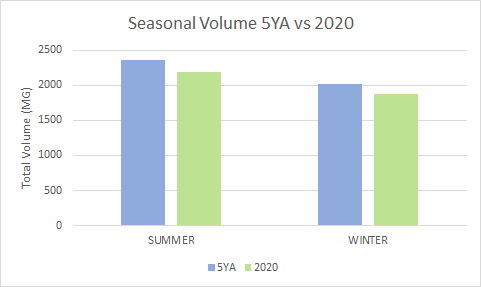 Seasonal Volume 5YA vs 2020
Total Volume (MG)
2500
2000
1500
1000
500
0
SUMMER WINTER
5YA 2020